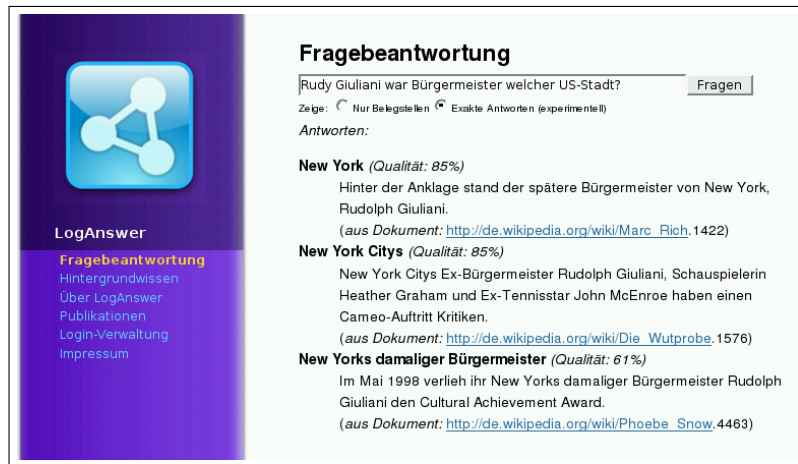 Fragebeantwortung
Rudy Giuliani war Bürgermeister welcher US-Stadt? Fragen
Zeige: Nur Belegstellen Exakte Antworten (experimentell)
Antworten:
New York (Qualität: 85%)
Hinter der Anklage stand der spätere Bürgermeister von New York,
Rudolph Giuliani.
(aus Dokument: http://de.wikipedia.org/wiki/Marc_Rich.1422)
New York Citys (Qualität: 85%)
New York Citys Ex-Bürgermeister Rudolph Giuliani, Schauspielerin
Heather Graham und Ex-Tennisstar John McEnroe haben einen
Cameo-Auftritt Kritiken.
(aus Dokument: http://de.wikipedia.org/wiki/Die_Wutprobe.1576)
New Yorks damaliger Bürgermeister (Qualität: 61%)
Im Mai 1998 verlieh ihr New Yorks damaliger Bürgermeister Rudolph
Giuliani den Cultural Achievement Award.
(aus Dokument: http://de.wikipedia.org/wiki/Phoebe_Snow.4463)
LogAnswer
Fragebeantwortung
Hintergrundwissen
Über LogAnswer
Publikationen
Login-Verwaltung
Impressum